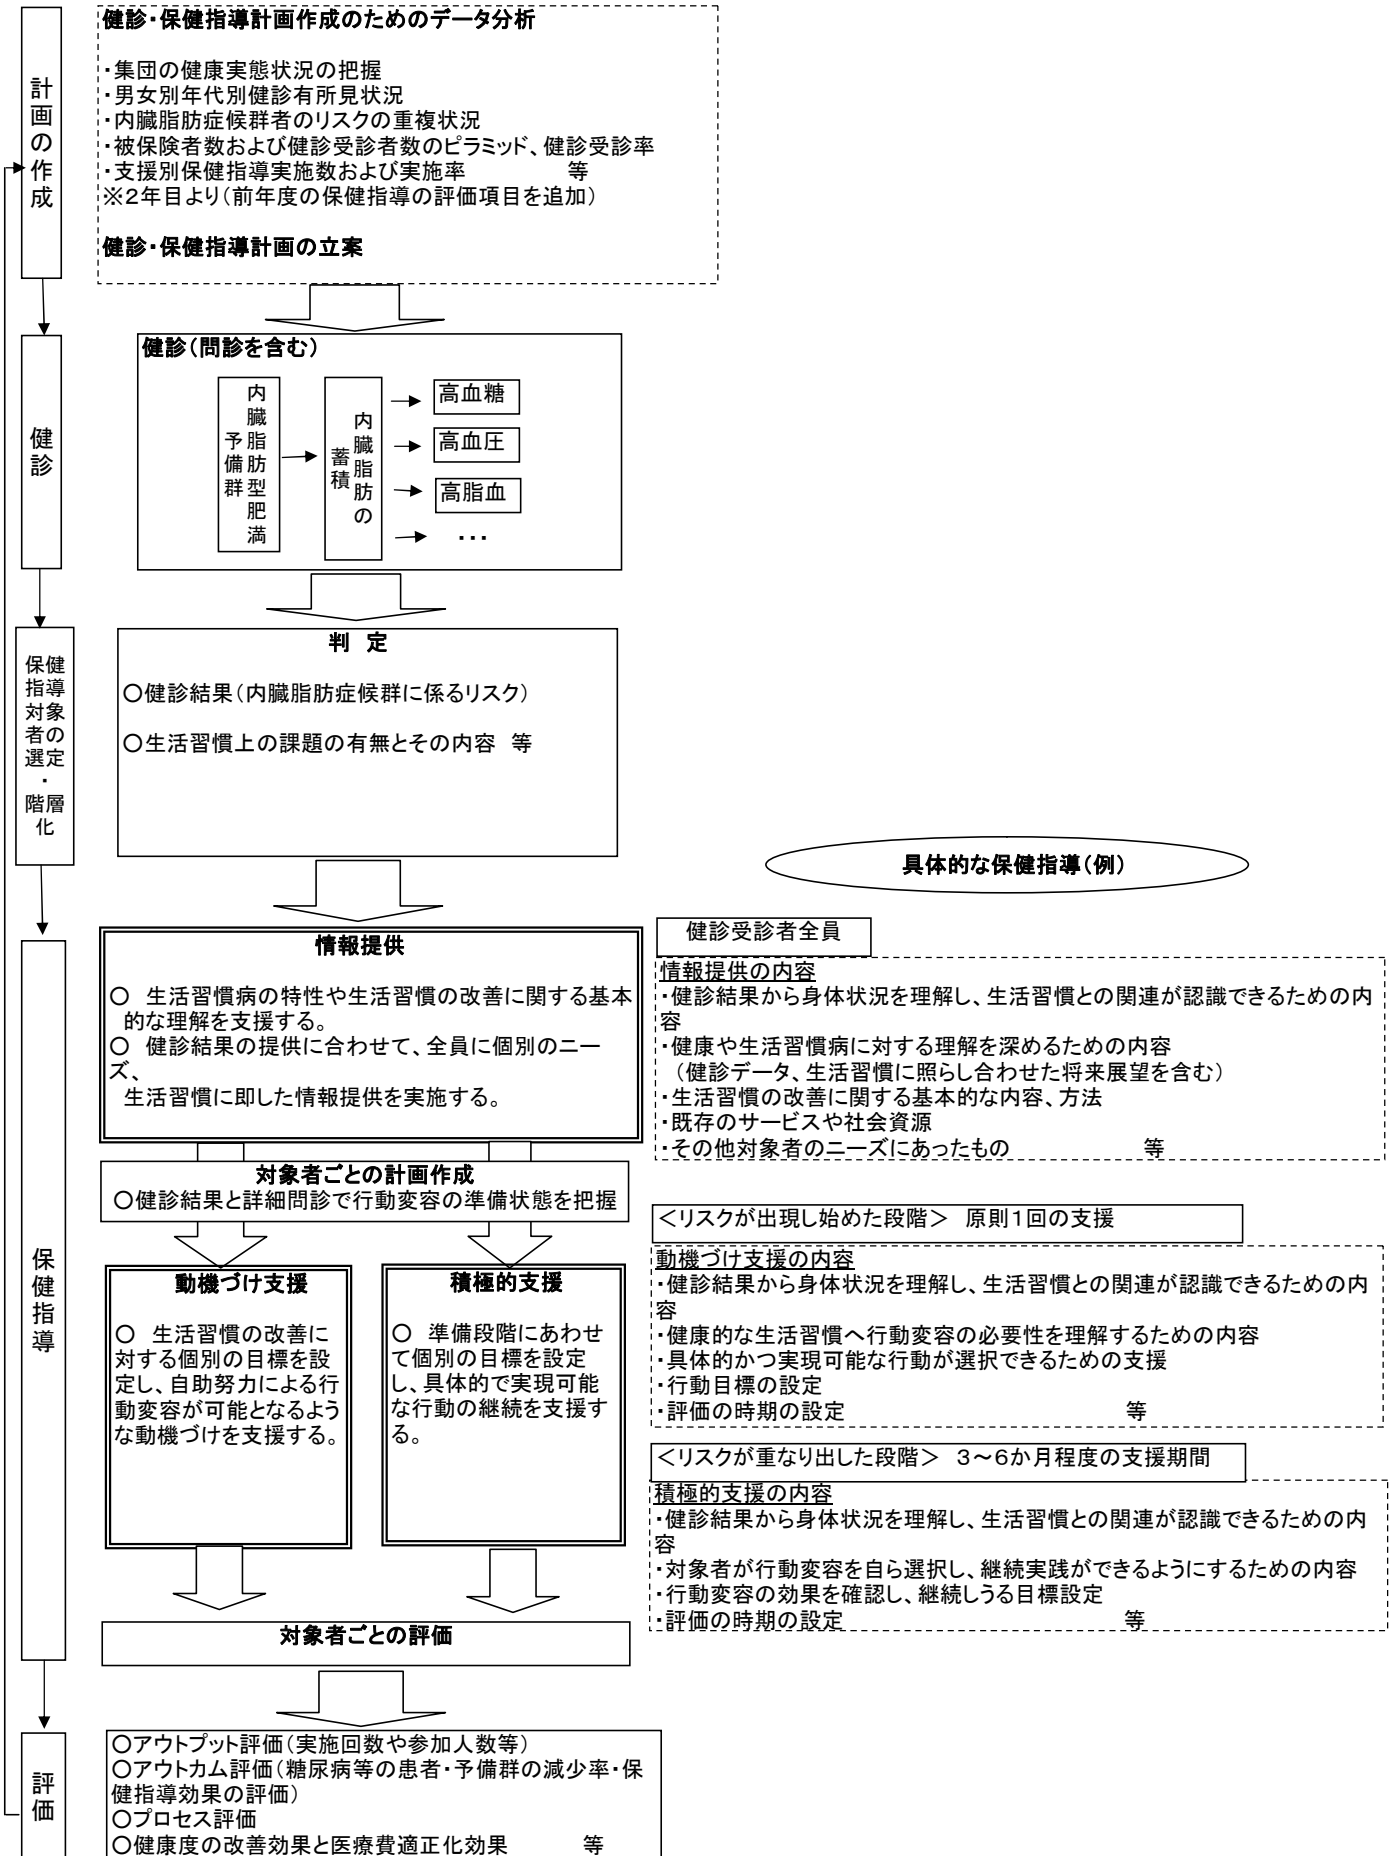 計画の作成
健診・保健指導計画作成のためのデータ分析
・集団の健康実態状況の把握
・男女別年代別健診有所見状況
・内臓脂肪症候群者のリスクの重複状況
・被保険者数および健診受診者数のピラミッド、健診受診率
・支援別保健指導実施数および実施率　　　　　等
※２年目より（前年度の保健指導の評価項目を追加）
健診・保健指導計画の立案
健診
健診（問診を含む）
内臓脂肪型肥満
予備群
内臓脂肪の
蓄積
高血糖
高血圧
高脂血
・・・
保健指導対象者の選定・階層化
判　定
○健診結果（内臓脂肪症候群に係るリスク）
○生活習慣上の課題の有無とその内容　等
具体的な保健指導（例）
保健指導
情報提供
○　生活習慣病の特性や生活習慣の改善に関する基本
的な理解を支援する。
○　健診結果の提供に合わせて、全員に個別のニー
ズ、
生活習慣に即した情報提供を実施する。
健診受診者全員
情報提供の内容
・健診結果から身体状況を理解し、生活習慣との関連が認識できるための内
容
・健康や生活習慣病に対する理解を深めるための内容
（健診データ、生活習慣に照らし合わせた将来展望を含む）
・生活習慣の改善に関する基本的な内容、方法
・既存のサービスや社会資源
・その他対象者のニーズにあったもの　　　　　　等
対象者ごとの計画作成
○健診結果と詳細問診で行動変容の準備状態を把握
動機づけ支援
○　生活習慣の改善に
対する個別の目標を設
定し、自助努力による行
動変容が可能となるよう
な動機づけを支援する。
積極的支援
○　準備段階にあわせ
て個別の目標を設定
し、具体的で実現可能
な行動の継続を支援す
る。
＜リスクが出現し始めた段階＞　原則１回の支援
動機づけ支援の内容
・健診結果から身体状況を理解し、生活習慣との関連が認識できるための内
容
・健康的な生活習慣へ行動変容の必要性を理解するための内容
・具体的かつ実現可能な行動が選択できるための支援
・行動目標の設定
・評価の時期の設定　　　　　　　　　　　　　等
＜リスクが重なり出した段階＞　３～６か月程度の支援期間
積極的支援の内容
・健診結果から身体状況を理解し、生活習慣との関連が認識できるための内
容
・対象者が行動変容を自ら選択し、継続実践ができるようにするための内容
・行動変容の効果を確認し、継続しうる目標設定
・評価の時期の設定　　　　　　　　　　　　　等
対象者ごとの評価
評価
○アウトプット評価（実施回数や参加人数等）
○アウトカム評価（糖尿病等の患者・予備群の減少率・保
健指導効果の評価）
○プロセス評価
○健康度の改善効果と医療費適正化効果　　　等